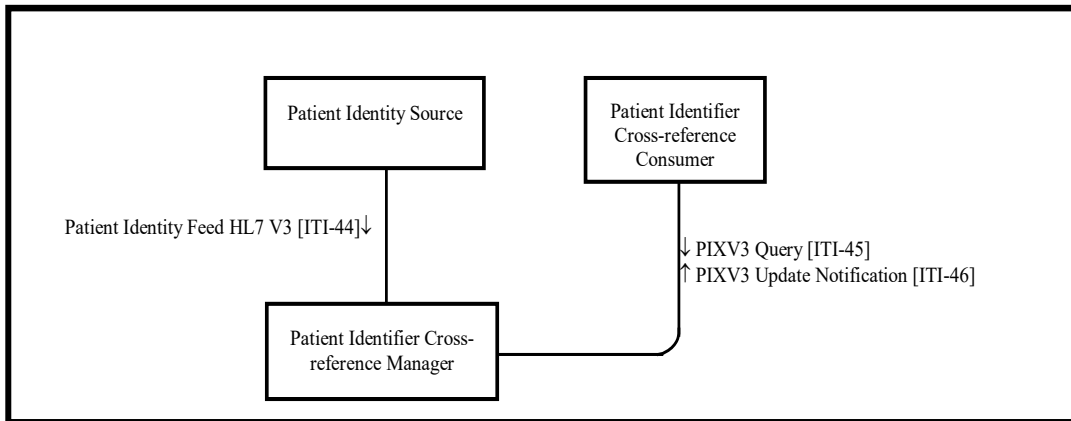 Patient Identity Source
Patient Identifier
Cross-reference
Consumer
Patient Identity Feed HL7 V3 [ITI-44]↓
↓ PIXV3 Query [ITI-45]
↑ PIXV3 Update Notification [ITI-46]
Patient Identifier Cross-
reference Manager